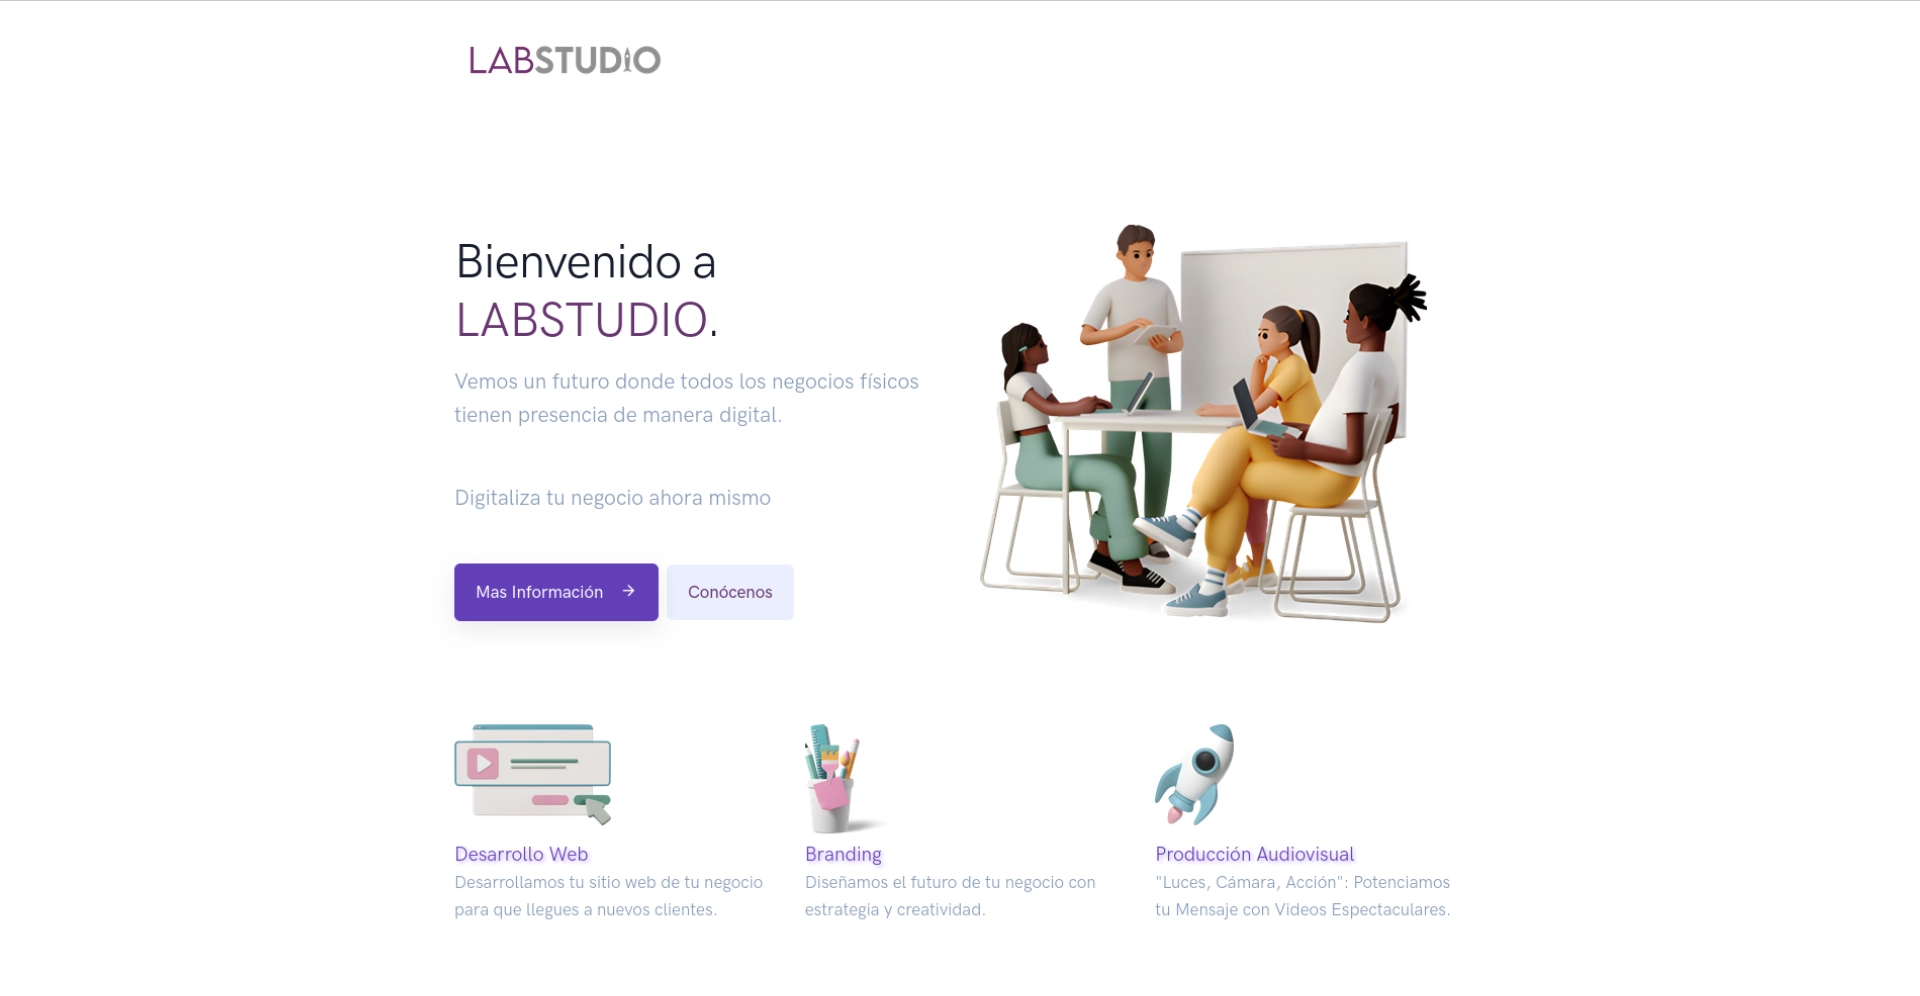 LABSTUDIO
Bienvenido a
LABSTUDIO.
Vemos un futuro donde todos los negocios físicos
tienen presencia de manera digital.
Digitaliza tu negocio ahora mismo
Mas Información →
Conócenos
Desarrollo Web
Desarrollamos tu sitio web de tu negocio
para que llegues a nuevos clientes.
Branding
Diseñamos el futuro de tu negocio con
estrategia y creatividad.
Producción Audiovisual
"Luces, Cámara, Acción": Potenciamos
tu Mensaje con Videos Espectaculares.